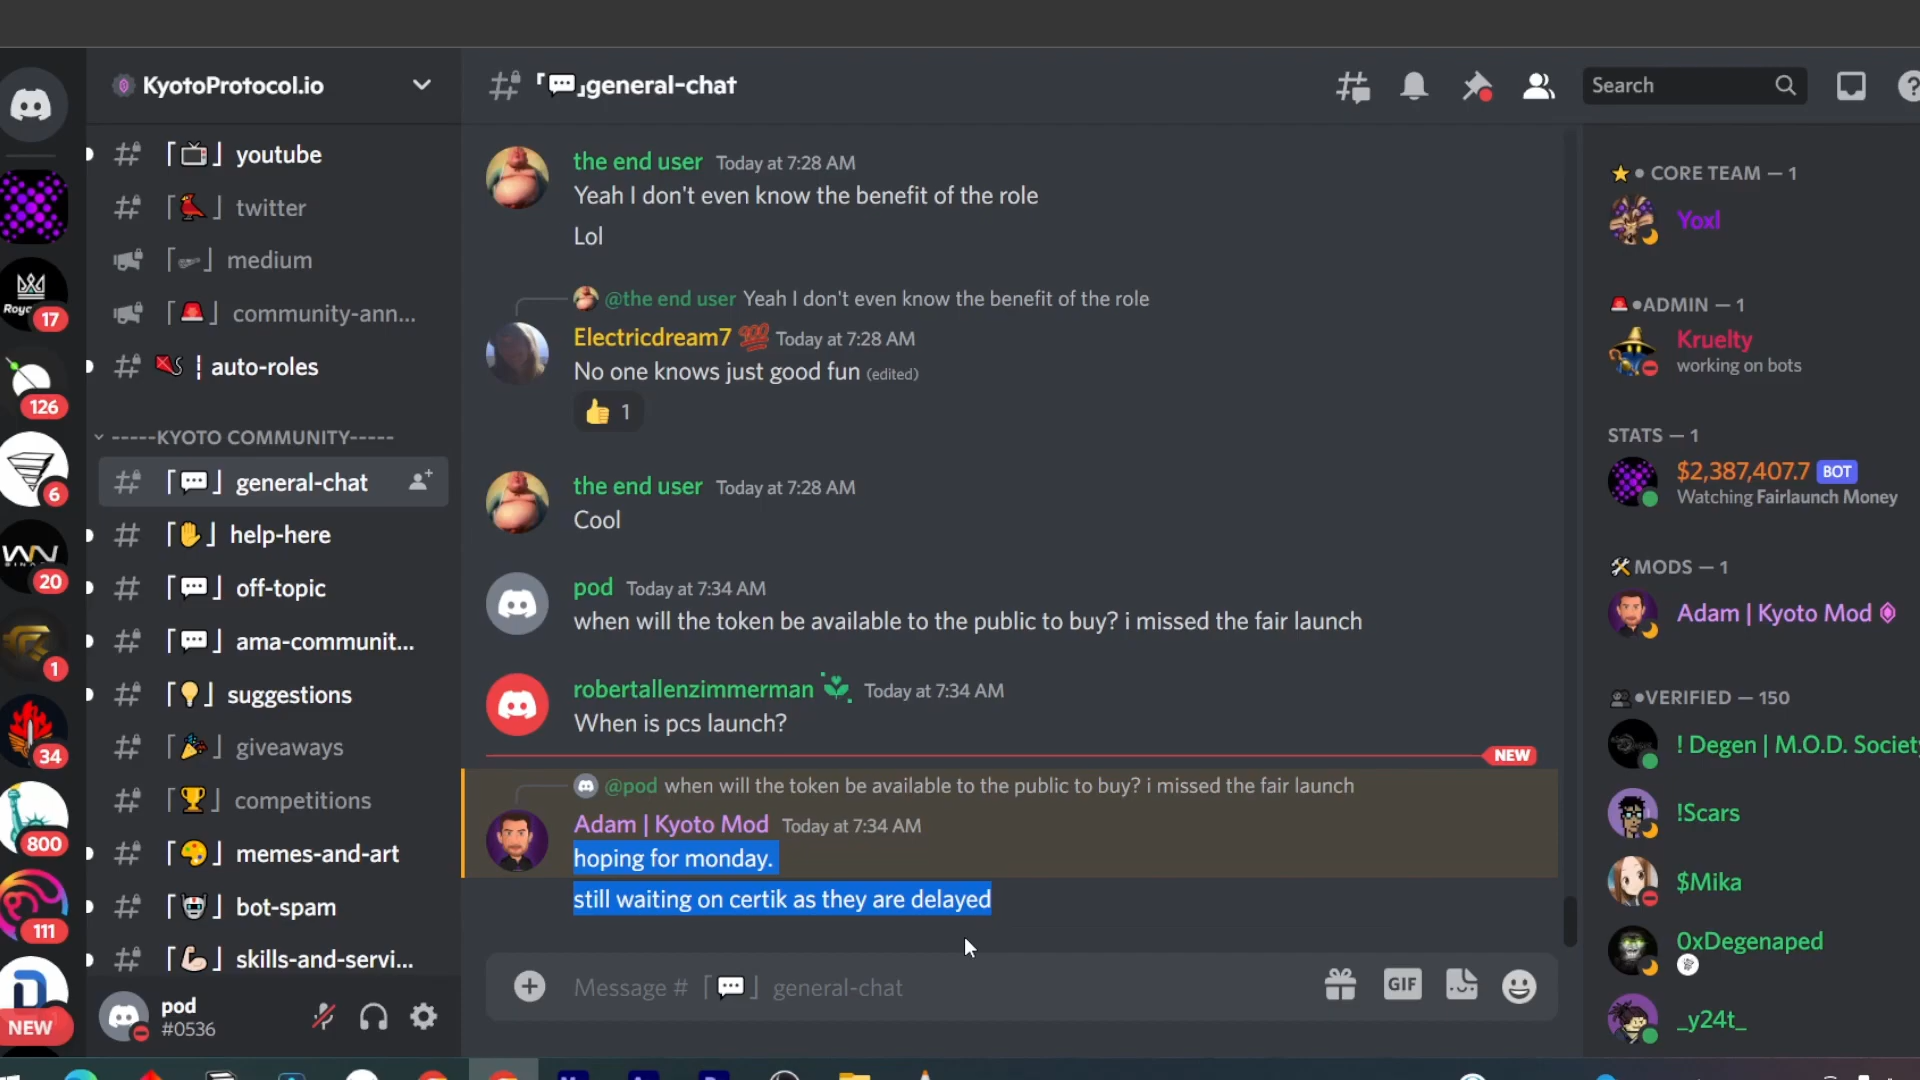 KyotoProtocol.io
youtube
twitter
medium
community-ann...
¦ auto-roles
-----KYOTO COMMUNITY-----
general-chat
help-here
off-topic
ama-communit...
suggestions
giveaways
competitions
memes-and-art
bot-spam
skills-and-servi...
pod
#0536
17
126
6
20
1
34
800
111
NEW
「💬」general-chat
Search
the end user Today at 7:28 AM
Yeah I don't even know the benefit of the role
Lol
@the end user Yeah I don't even know the benefit of the role
Electricdream7 💯 Today at 7:28 AM
No one knows just good fun (edited)
👍 1
the end user Today at 7:28 AM
Cool
pod Today at 7:34 AM
when will the token be available to the public to buy? i missed the fair launch
robertallenzimmerman Today at 7:34 AM
When is pcs launch?
NEW
@pod when will the token be available to the public to buy? i missed the fair launch
Adam | Kyoto Mod Today at 7:34 AM
hoping for monday.
still waiting on certik as they are delayed
Message # 「💬」 general-chat
GIF
CORE TEAM — 1
Yoxl
ADMIN — 1
Kruelty
working on bots
STATS — 1
$2,387,407.7 BOT
Watching Fairlaunch Money
MODS — 1
Adam | Kyoto Mod
VERIFIED — 150
! Degen | M.O.D. Society
!Scars
$Mika
0xDegenaped
_y24t_